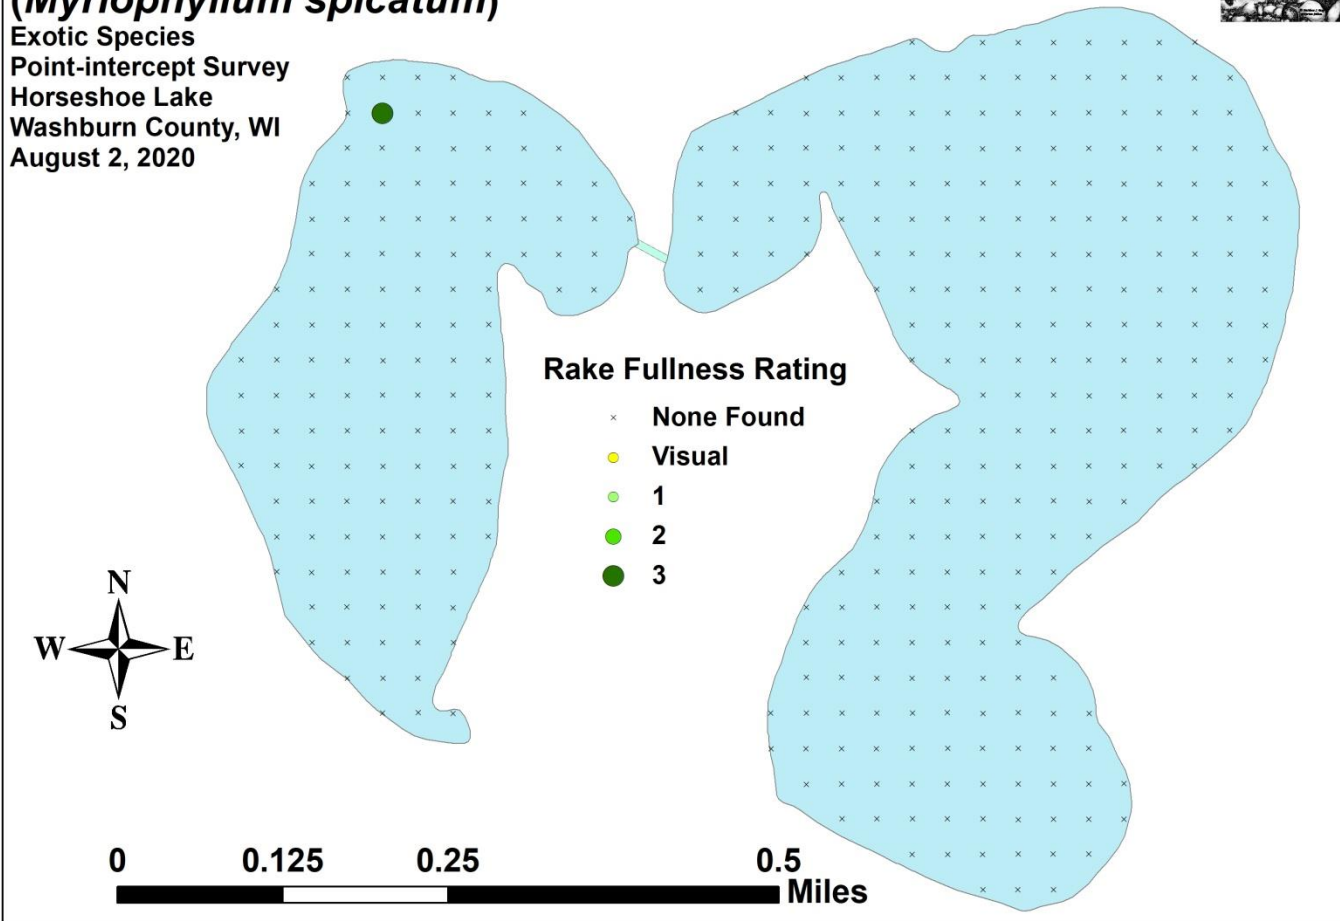 (Myriophyllum spicatum)
Exotic Species
Point-intercept Survey
Horseshoe Lake
Washburn County, WI
August 2, 2020
Rake Fullness Rating
None Found
Visual
1
2
3
N
W E
S
0 0.125 0.25 0.5
Miles